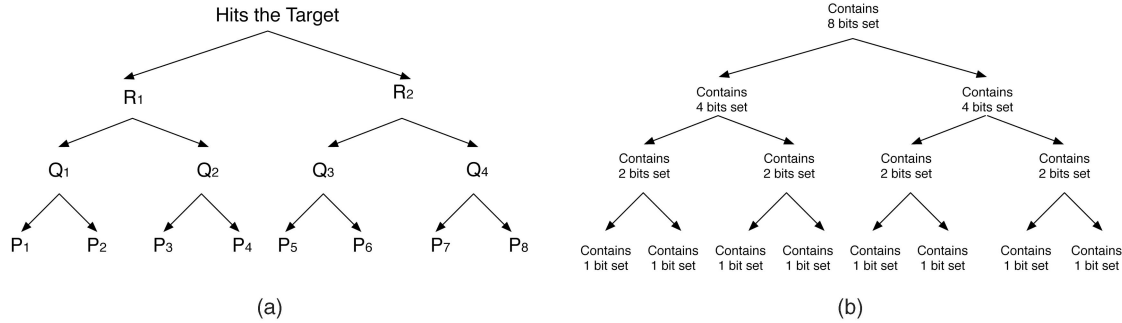 Hits the Target
R1 R2
Q1 Q2 Q3 Q4
P1 P2 P3 P4 P5 P6 P7 P8
(a)
Contains
8 bits set
Contains Contains
4 bits set 4 bits set
Contains Contains Contains Contains
2 bits set 2 bits set 2 bits set 2 bits set
Contains Contains Contains Contains Contains Contains Contains Contains
1 bit set 1 bit set 1 bit set 1 bit set 1 bit set 1 bit set 1 bit set 1 bit set
(b)